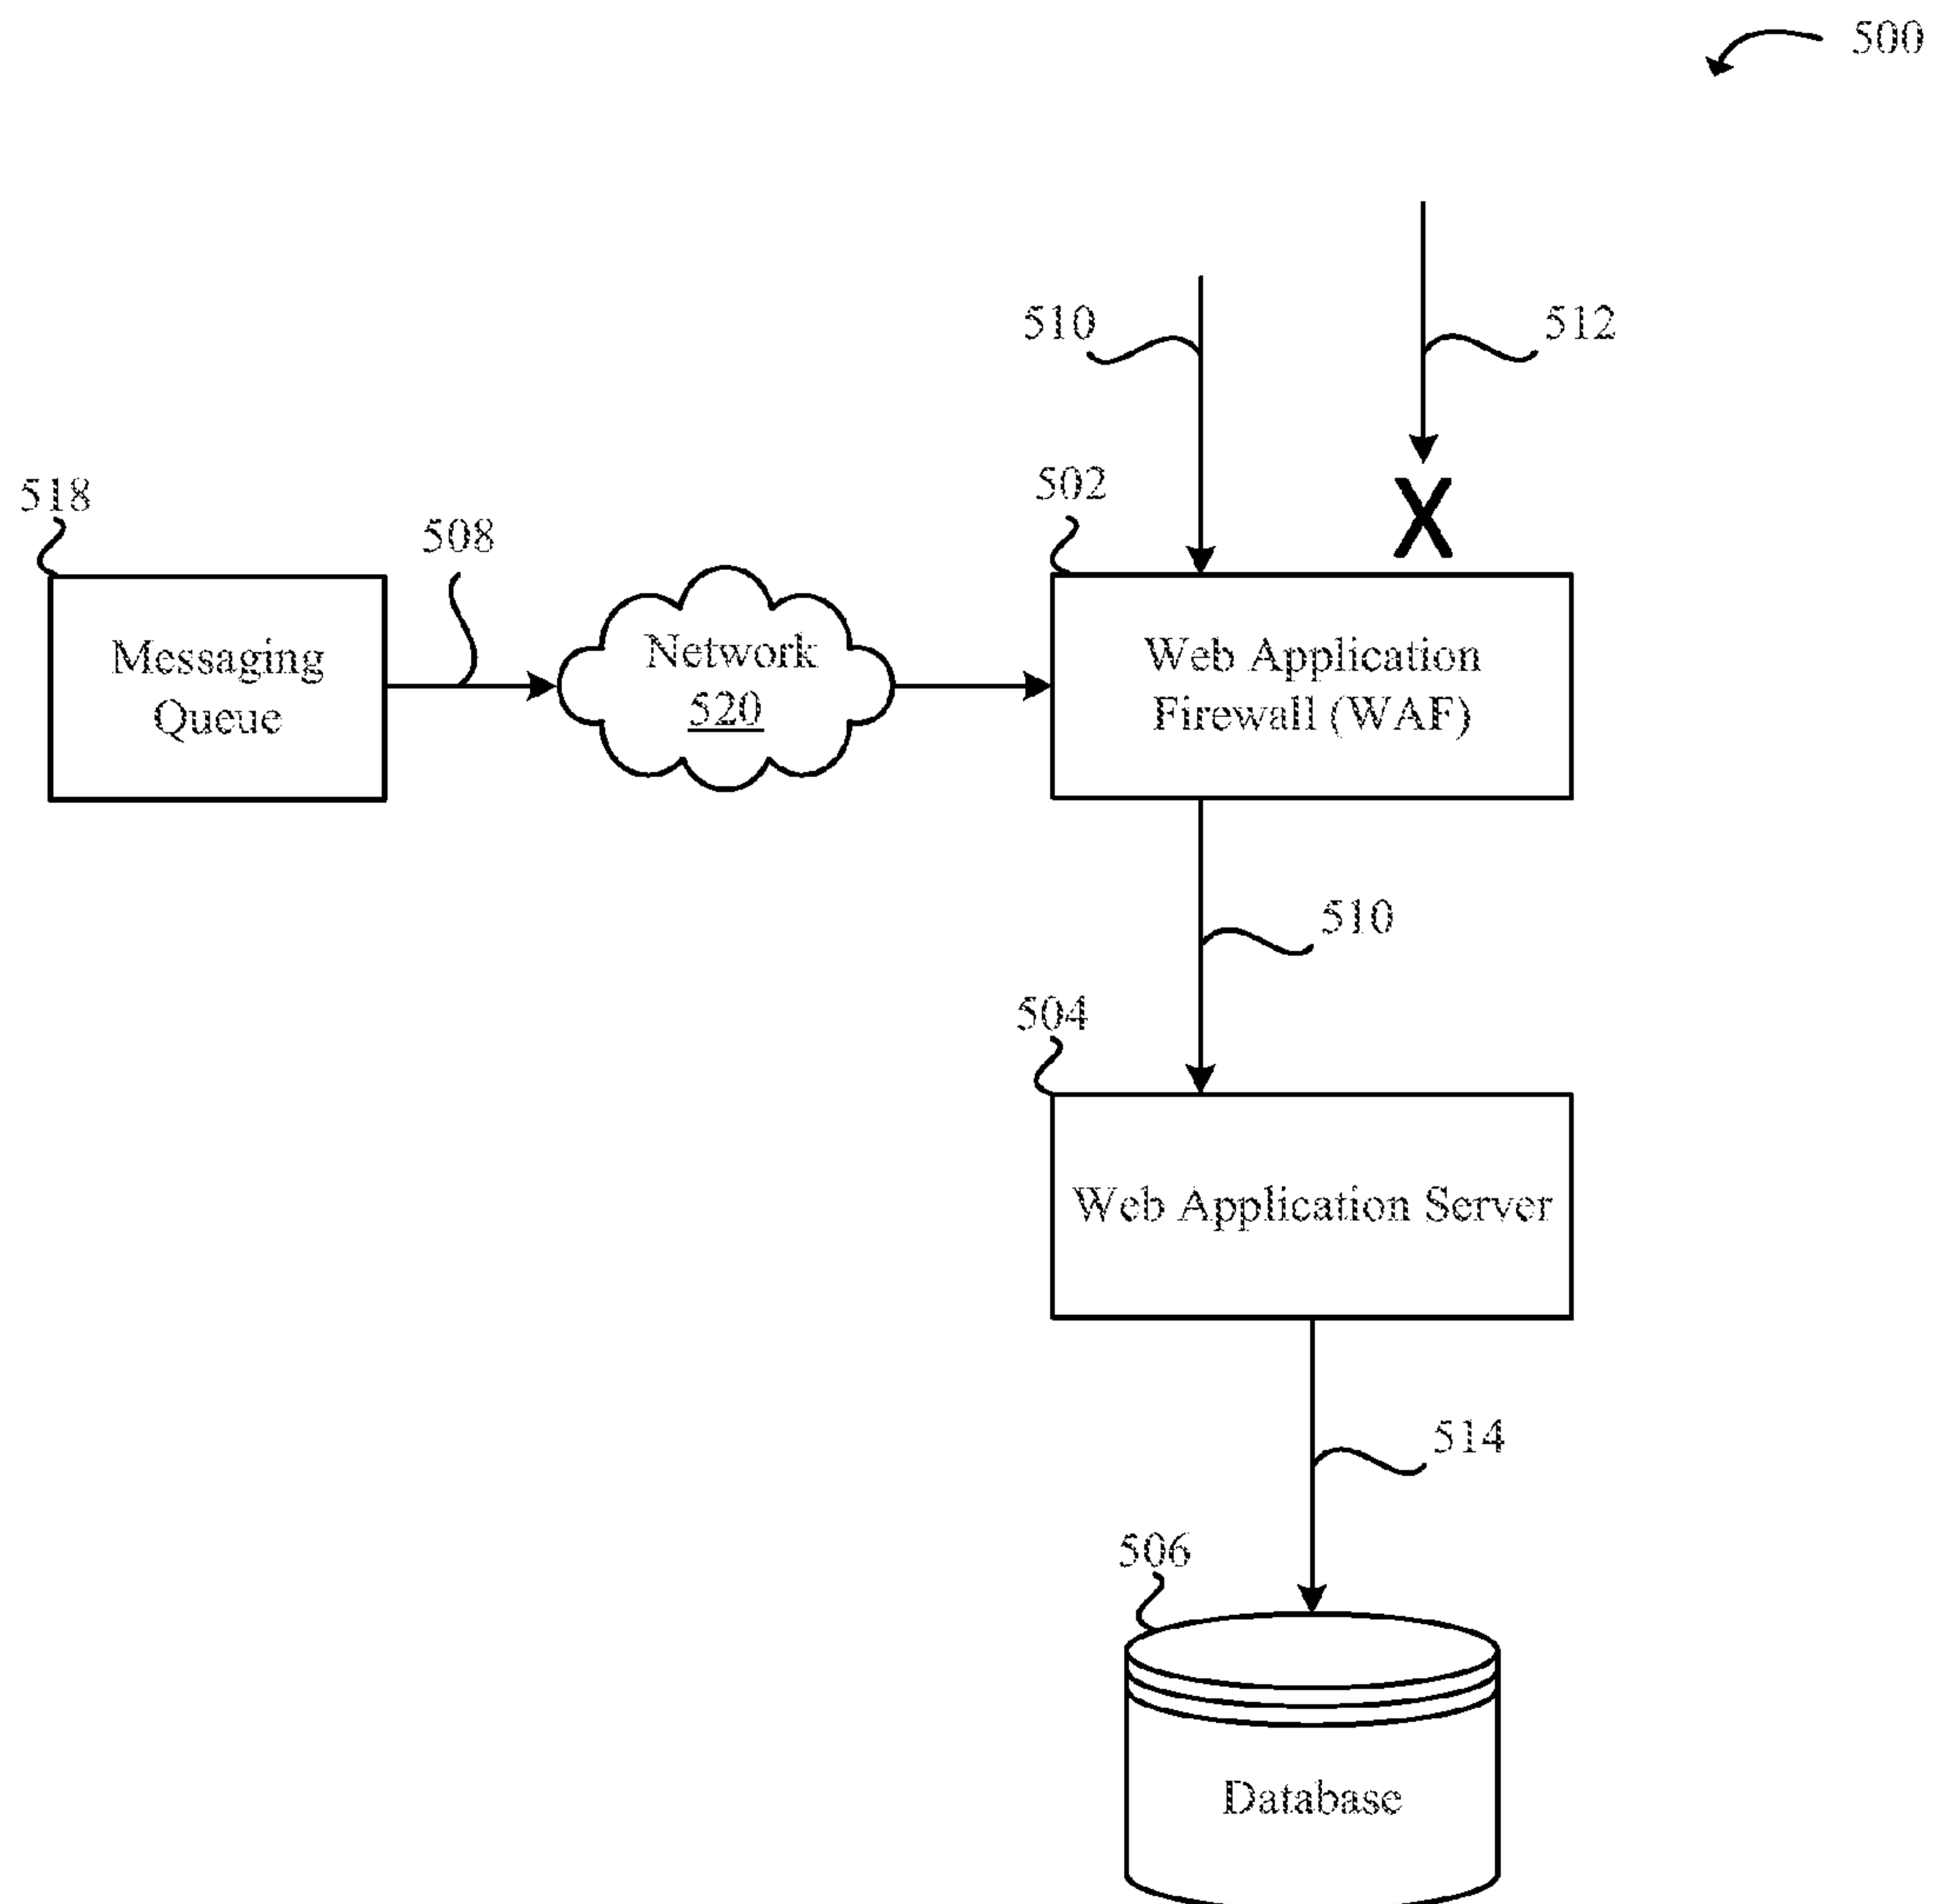 500
510
512
502
518
508
Messaging
Queue
Network
520
Web Application
Firewall (WAF)
510
504
Web Application Server
514
506
Database